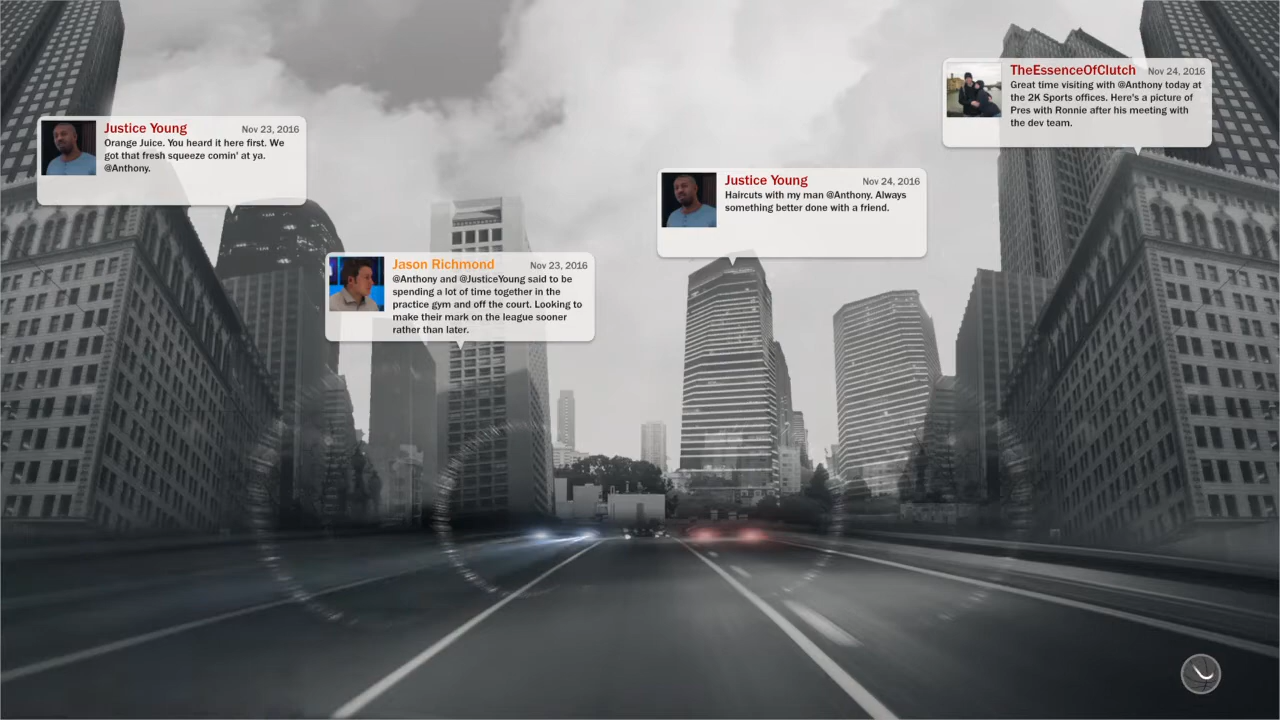 Justice Young Nov 23, 2016
Orange Juice. You heard it here first. We
got that fresh squeeze comin' at ya.
@Anthony.
Jason Richmond Nov 23, 2016
@Anthony and @JusticeYoung said to be
spending a lot of time together in the
practice gym and off the court. Looking to
make their mark on the league sooner
rather than later.
Justice Young Nov 24, 2016
Haircuts with my man @Anthony. Always
something better done with a friend.
TheEssenceOfClutch Nov 24, 2016
Great time visiting with @Anthony today at
the 2K Sports offices. Here's a picture of
Pres with Ronnie after his meeting with
the dev team.